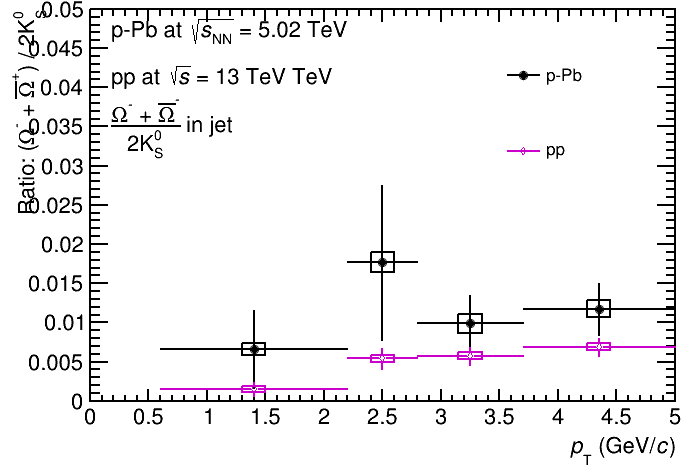 0.05
0.045
0.04
0.035
0.03
0.025
0.02
0.015
0.01
0.005
0
Ratio: (Ω⁻ + Ω̅⁺) / 2K⁰_S
p-Pb at √s_NN = 5.02 TeV
pp at √s = 13 TeV TeV
Ω⁻ + Ω̅⁻
2K⁰_S
in jet
p-Pb
pp
0 0.5 1 1.5 2 2.5 3 3.5 4 4.5 5
p_T (GeV/c)